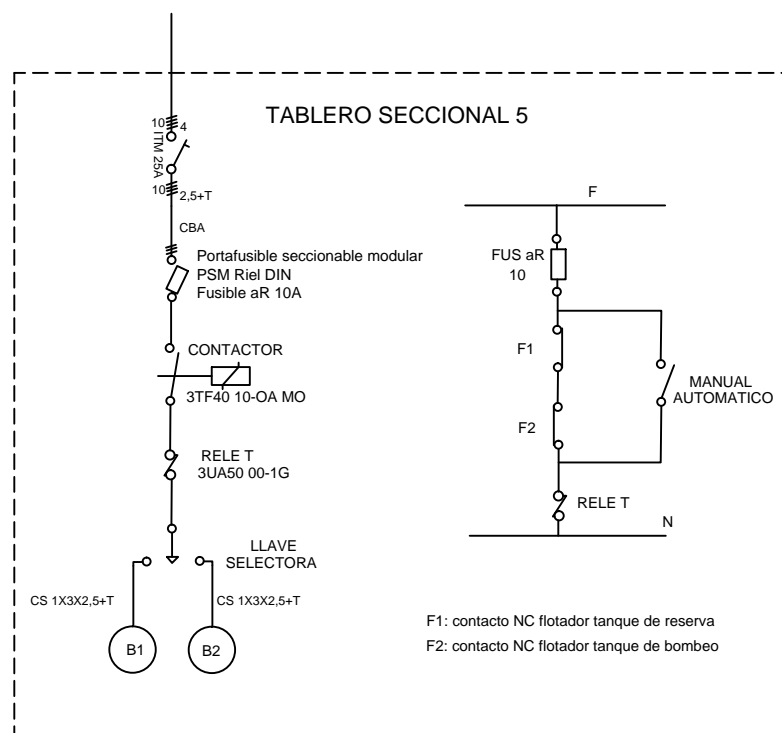 TABLERO SECCIONAL 5
10
4
ITM 25A
10
2,5+T
CBA
Portafusible seccionable modular
PSM Riel DIN
Fusible aR 10A
CONTACTOR
3TF40 10-OA MO
RELE T
3UA50 00-1G
LLAVE
SELECTORA
CS 1X3X2,5+T
CS 1X3X2,5+T
B1
B2
F
FUS aR
10
F1
F2
MANUAL
AUTOMATICO
RELE T
N
F1: contacto NC flotador tanque de reserva
F2: contacto NC flotador tanque de bombeo